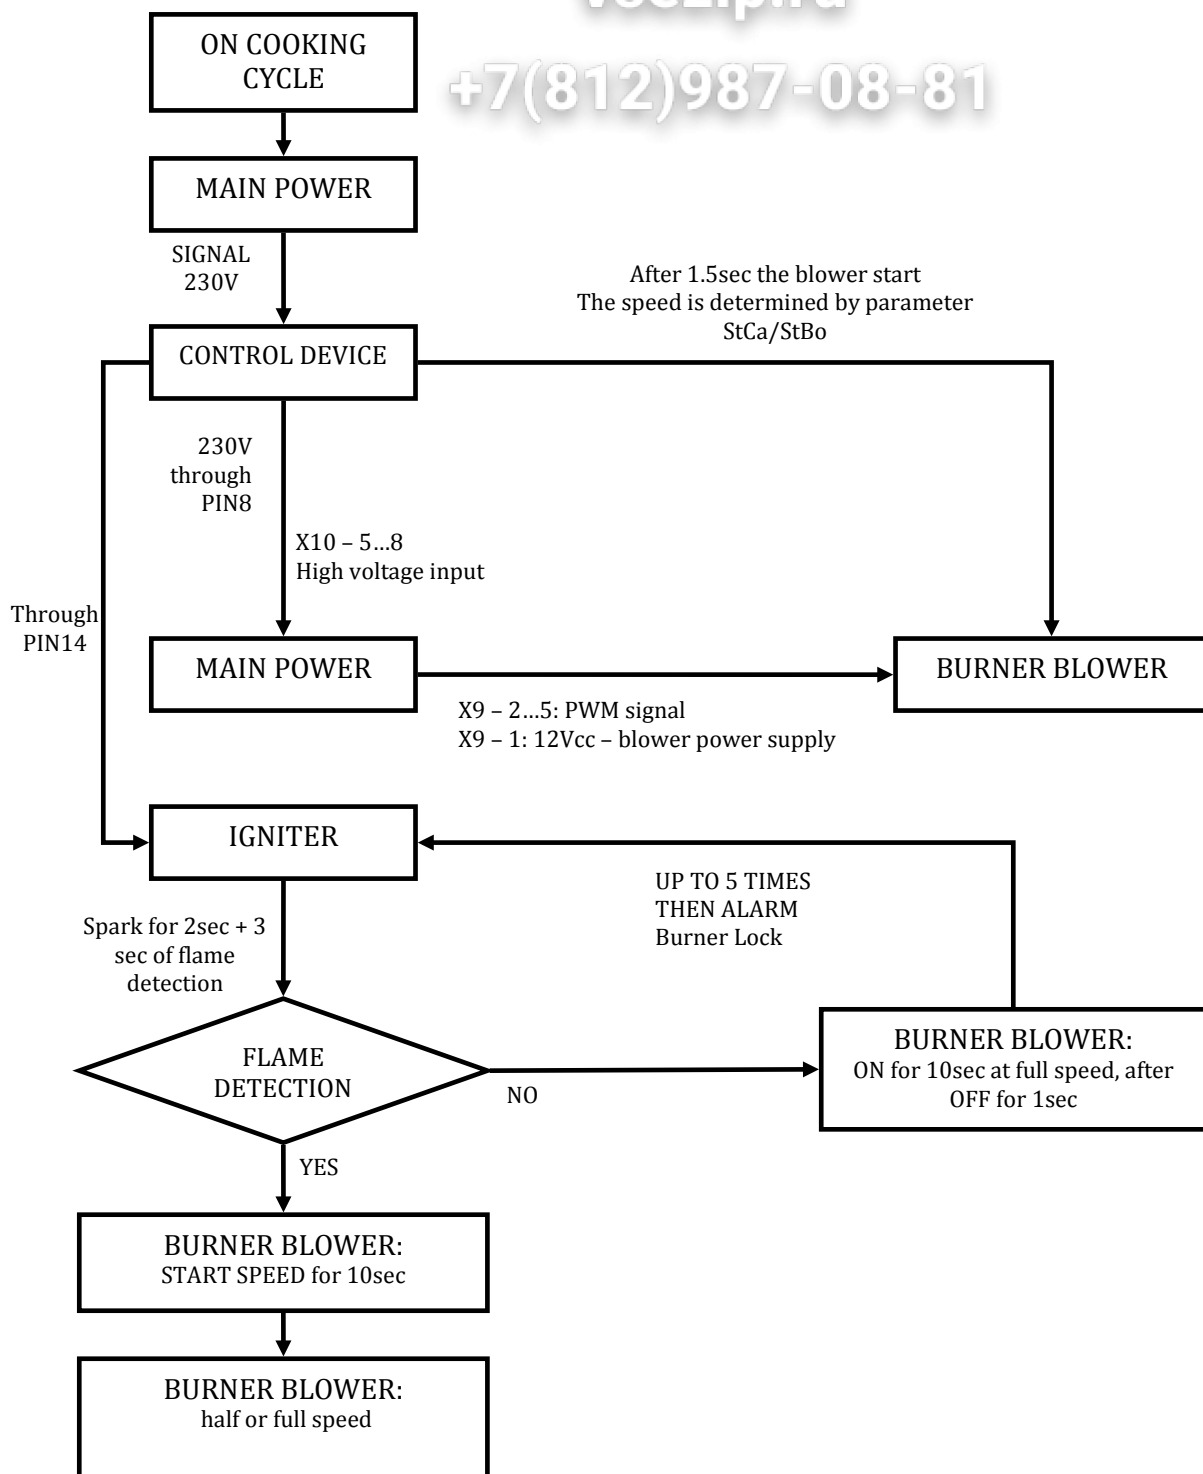 +7(812)987-08-81
ON COOKING
CYCLE
MAIN POWER
SIGNAL
230V
After 1.5sec the blower start
The speed is determined by parameter
StCa/StBo
CONTROL DEVICE
230V
through
PIN8
X10 – 5...8
High voltage input
Through
PIN14
MAIN POWER
BURNER BLOWER
X9 – 2...5: PWM signal
X9 – 1: 12Vcc – blower power supply
IGNITER
UP TO 5 TIMES
THEN ALARM
Burner Lock
Spark for 2sec + 3
sec of flame
detection
FLAME
DETECTION
NO
BURNER BLOWER:
ON for 10sec at full speed, after
OFF for 1sec
YES
BURNER BLOWER:
START SPEED for 10sec
BURNER BLOWER:
half or full speed